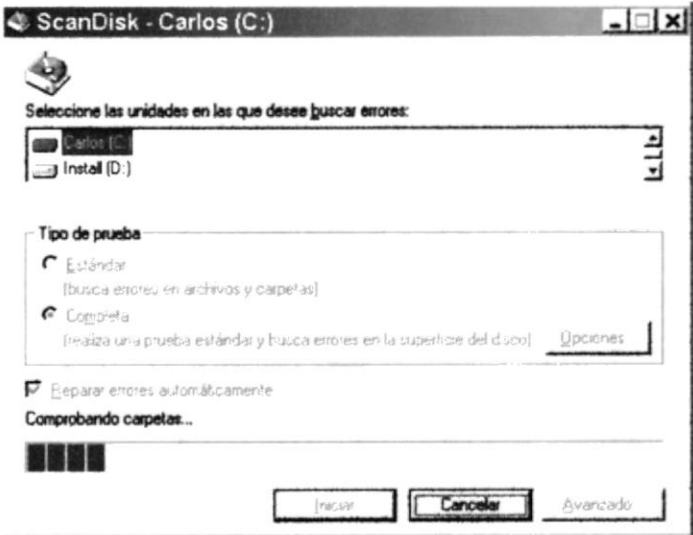 ScanDisk - Carlos (C:)
Seleccione las unidades en las que desee buscar errores:
Carlos (C:)
Install (D:)
Tipo de prueba
Estándar
(busca errores en archivos y carpetas)
Completa
(realiza una prueba estándar y busca errores en la superficie del disco)
Opciones
Reparar errores automáticamente
Comprobando carpetas...
Iniciar
Cancelar
Avanzado